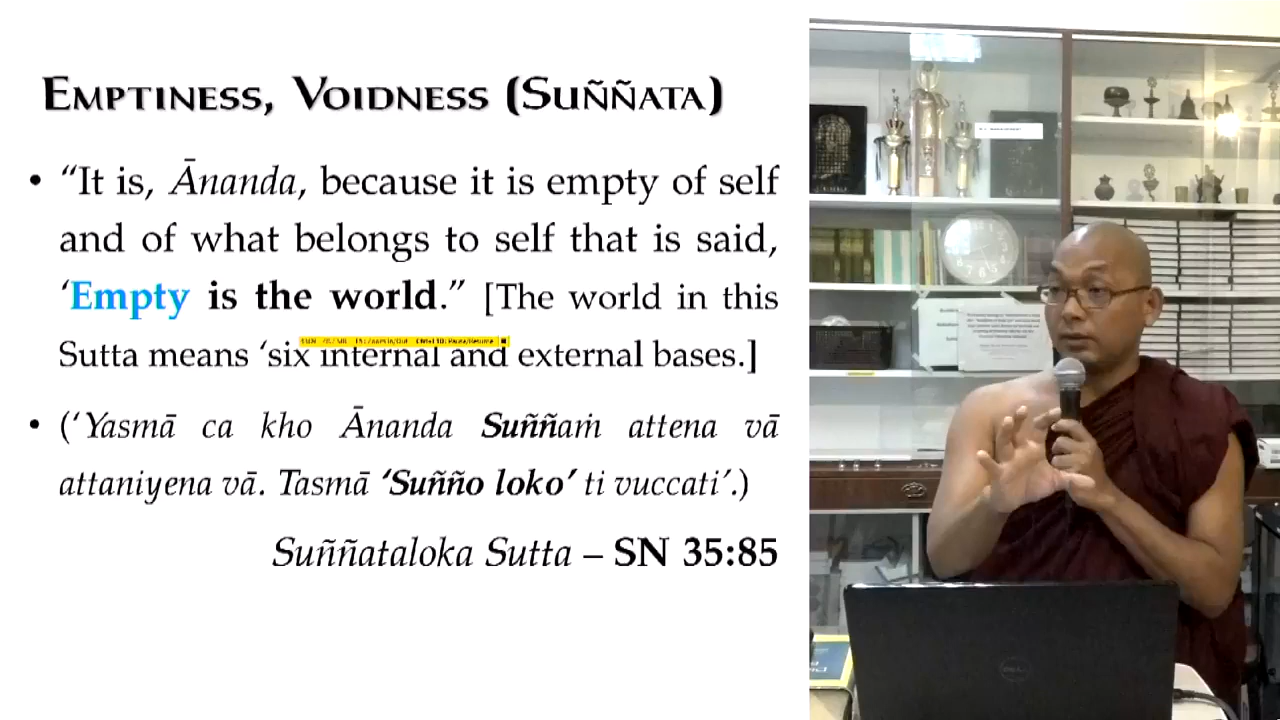 EMPTINESS, VOIDNESS (SUÑÑATA)
• “It is, Ānanda, because it is empty of self
and of what belongs to self that is said,
‘Empty is the world.” [The world in this
Sutta means ‘six internal and external bases.]
• (‘Yasmā ca kho Ānanda Suññaṁ attena vā
attaniyena vā. Tasmā ‘Suñño loko’ ti vuccati’.)
Suññataloka Sutta – SN 35:85
DELL